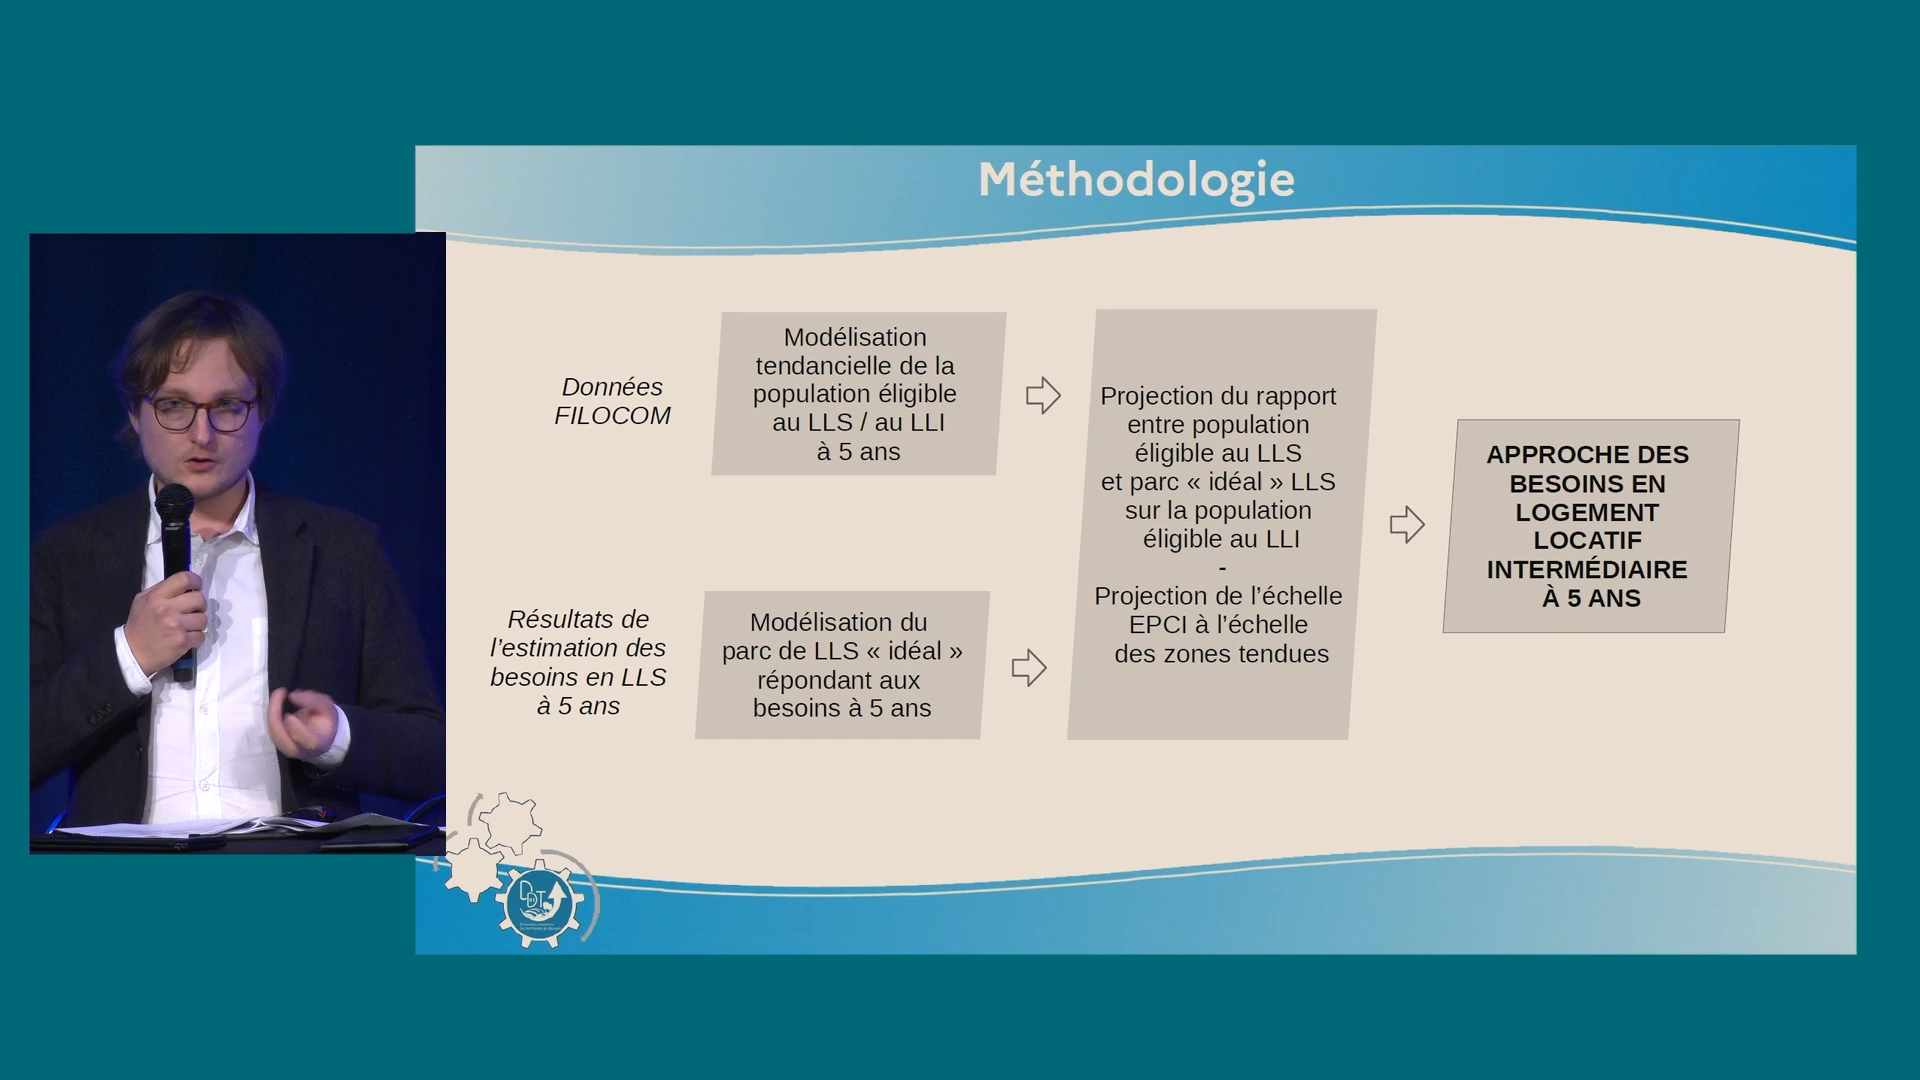 Méthodologie
Données
FILOCOM
Modélisation
tendancielle de la
population éligible
au LLS / au LLI
à 5 ans
Résultats de
l’estimation des
besoins en LLS
à 5 ans
Modélisation du
parc de LLS « idéal »
répondant aux
besoins à 5 ans
Projection du rapport
entre population
éligible au LLS
et parc « idéal » LLS
sur la population
éligible au LLI
-
Projection de l’échelle
EPCI à l’échelle
des zones tendues
APPROCHE DES
BESOINS EN
LOGEMENT
LOCATIF
INTERMÉDIAIRE
À 5 ANS
DDT